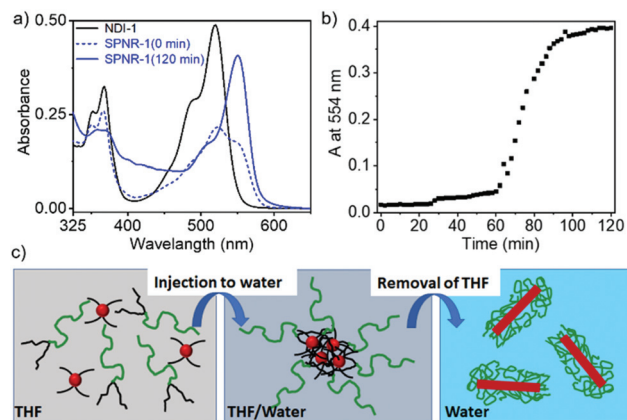 a)
NDI-1
SPNR-1(0 min)
SPNR-1(120 min)
0.50
0.25
0.00
Absorbance
325 400 500 600
Wavelangth (nm)
b)
0.4
0.3
0.2
0.1
0.0
A at 554 nm
0 20 40 60 80 100 120
Time (min)
c)
Injection to water
Removal of THF
THF
THF/Water
Water